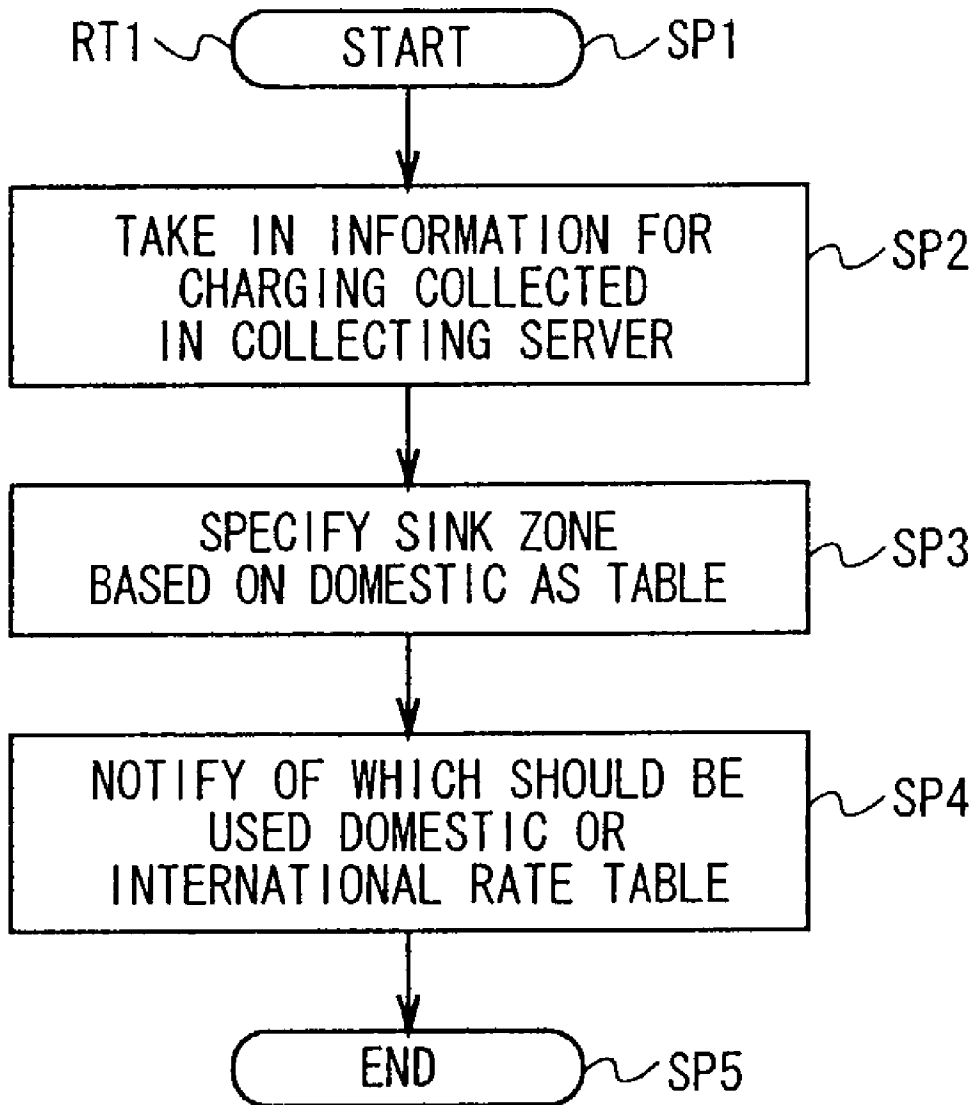 RT1 START SP1
TAKE IN INFORMATION FOR
CHARGING COLLECTED
IN COLLECTING SERVER
SP2
SPECIFY SINK ZONE
BASED ON DOMESTIC AS TABLE
SP3
NOTIFY OF WHICH SHOULD BE
USED DOMESTIC OR
INTERNATIONAL RATE TABLE
SP4
END SP5